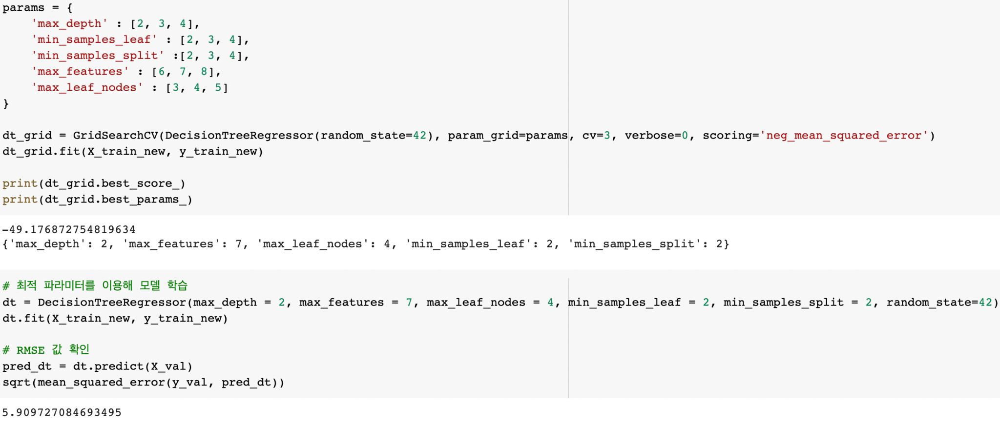 params = {
    'max_depth' : [2, 3, 4],
    'min_samples_leaf' : [2, 3, 4],
    'min_samples_split' :[2, 3, 4],
    'max_features' : [6, 7, 8],
    'max_leaf_nodes' : [3, 4, 5]
}
dt_grid = GridSearchCV(DecisionTreeRegressor(random_state=42), param_grid=params, cv=3, verbose=0, scoring='neg_mean_squared_error')
dt_grid.fit(X_train_new, y_train_new)
print(dt_grid.best_score_)
print(dt_grid.best_params_)
-49.176872754819634
{'max_depth': 2, 'max_features': 7, 'max_leaf_nodes': 4, 'min_samples_leaf': 2, 'min_samples_split': 2}
# 최적 파라미터를 이용해 모델 학습
dt = DecisionTreeRegressor(max_depth = 2, max_features = 7, max_leaf_nodes = 4, min_samples_leaf = 2, min_samples_split = 2, random_state=42)
dt.fit(X_train_new, y_train_new)
# RMSE 값 확인
pred_dt = dt.predict(X_val)
sqrt(mean_squared_error(y_val, pred_dt))
5.909727084693495